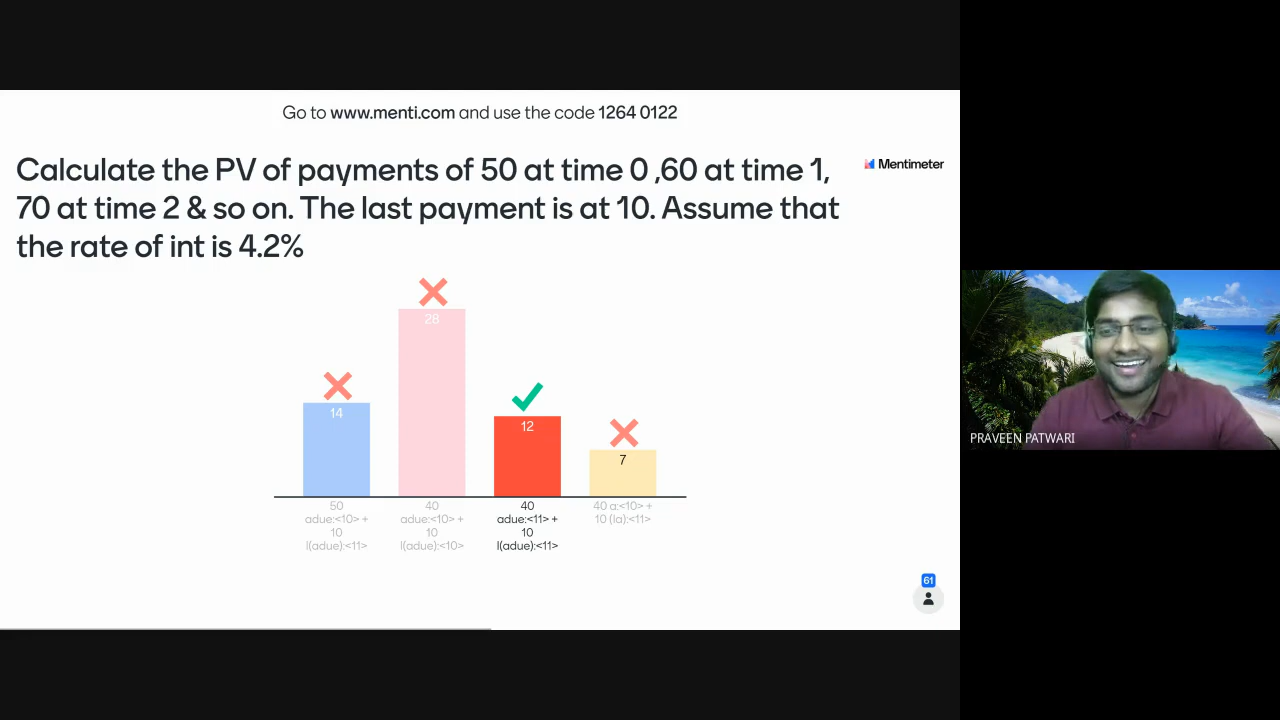 Go to www.menti.com and use the code 1264 0122
Mentimeter
Calculate the PV of payments of 50 at time 0 ,60 at time 1,
70 at time 2 & so on. The last payment is at 10. Assume that
the rate of int is 4.2%
14
28
12
7
50
adue:<10> +
10
I(adue):<11>
40
adue:<10> +
10
I(adue):<10>
40
adue:<11> +
10
I(adue):<11>
40 a:<10> +
10 (Ia):<11>
61
PRAVEEN PATWARI